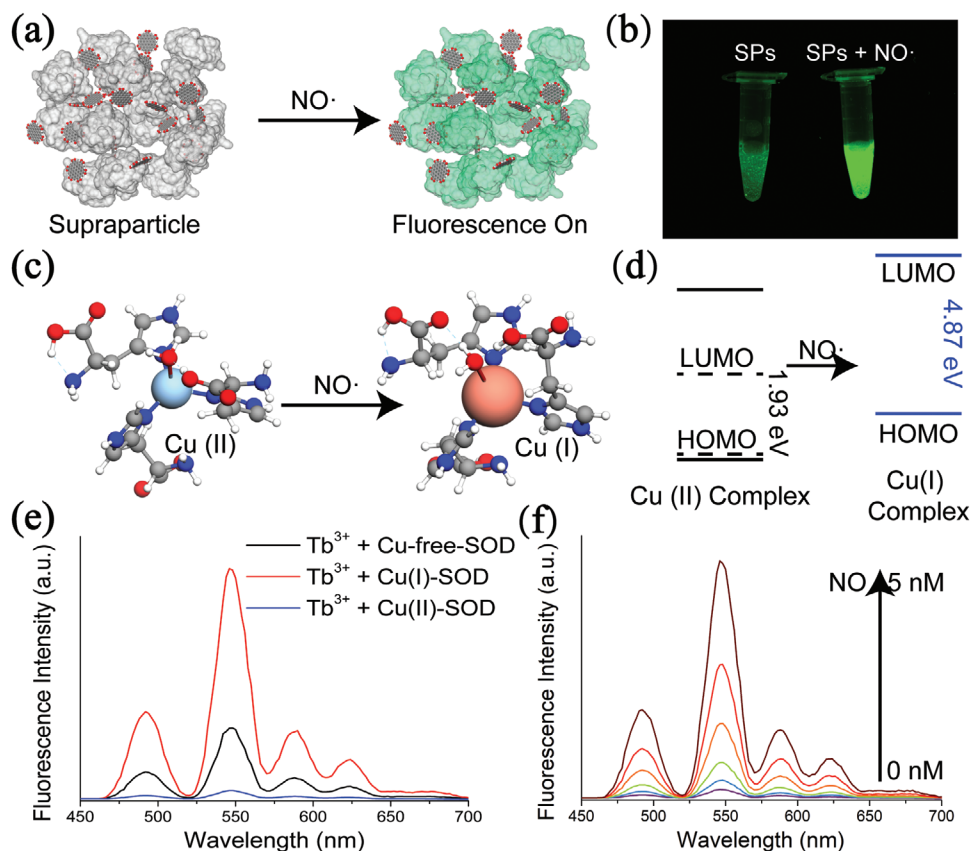 (a)
NO·
Supraparticle
Fluorescence On
(b)
SPs
SPs + NO·
(c)
NO·
Cu (II)
Cu (I)
(d)
LUMO
HOMO
1.93 eV
Cu (II) Complex
NO·
LUMO
4.87 eV
HOMO
Cu(I)
Complex
(e)
Fluorescence Intensity (a.u.)
Tb³⁺ + Cu-free-SOD
Tb³⁺ + Cu(I)-SOD
Tb³⁺ + Cu(II)-SOD
450 500 550 600 650 700
Wavelength (nm)
(f)
Fluorescence Intensity (a.u.)
NO 5 nM
0 nM
450 500 550 600 650 700
Wavelength (nm)